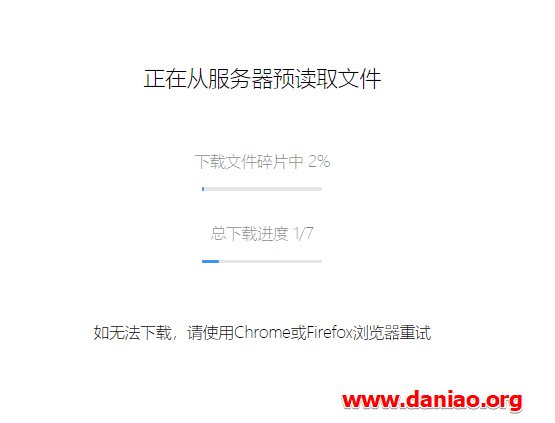 正在从服务器预读取文件
下载文件碎片中 2%
总下载进度 1/7
如无法下载，请使用Chrome或Firefox浏览器重试
www.daniao.org